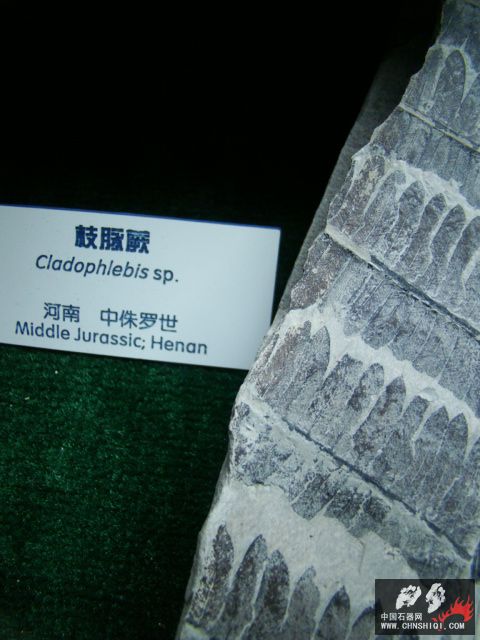 枝脉蕨
Cladophlebis sp.
河南 中侏罗世
Middle Jurassic; Henan
中国石器网
www.CHNSHIQI.COM